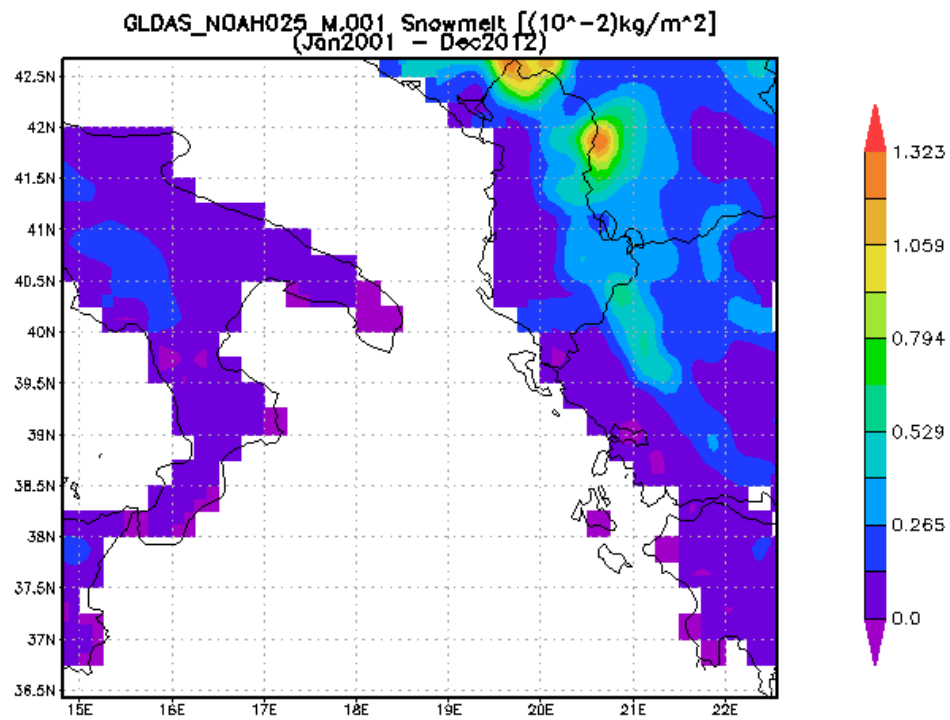 GLDAS_NOAH025_M.001 Snowmelt [(10^-2)kg/m^2]
(Jan2001 - Dec2012)
42.5N
42N
41.5N
41N
40.5N
40N
39.5N
39N
38.5N
38N
37.5N
37N
36.5N
15E 16E 17E 18E 19E 20E 21E 22E
1.323
1.059
0.794
0.529
0.265
0.0